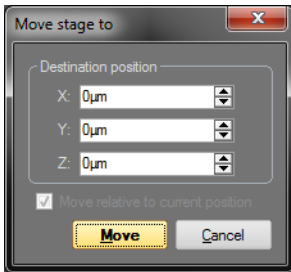 Move stage to
Destination position
X: 0µm
Y: 0µm
Z: 0µm
Move relative to current position
Move Cancel